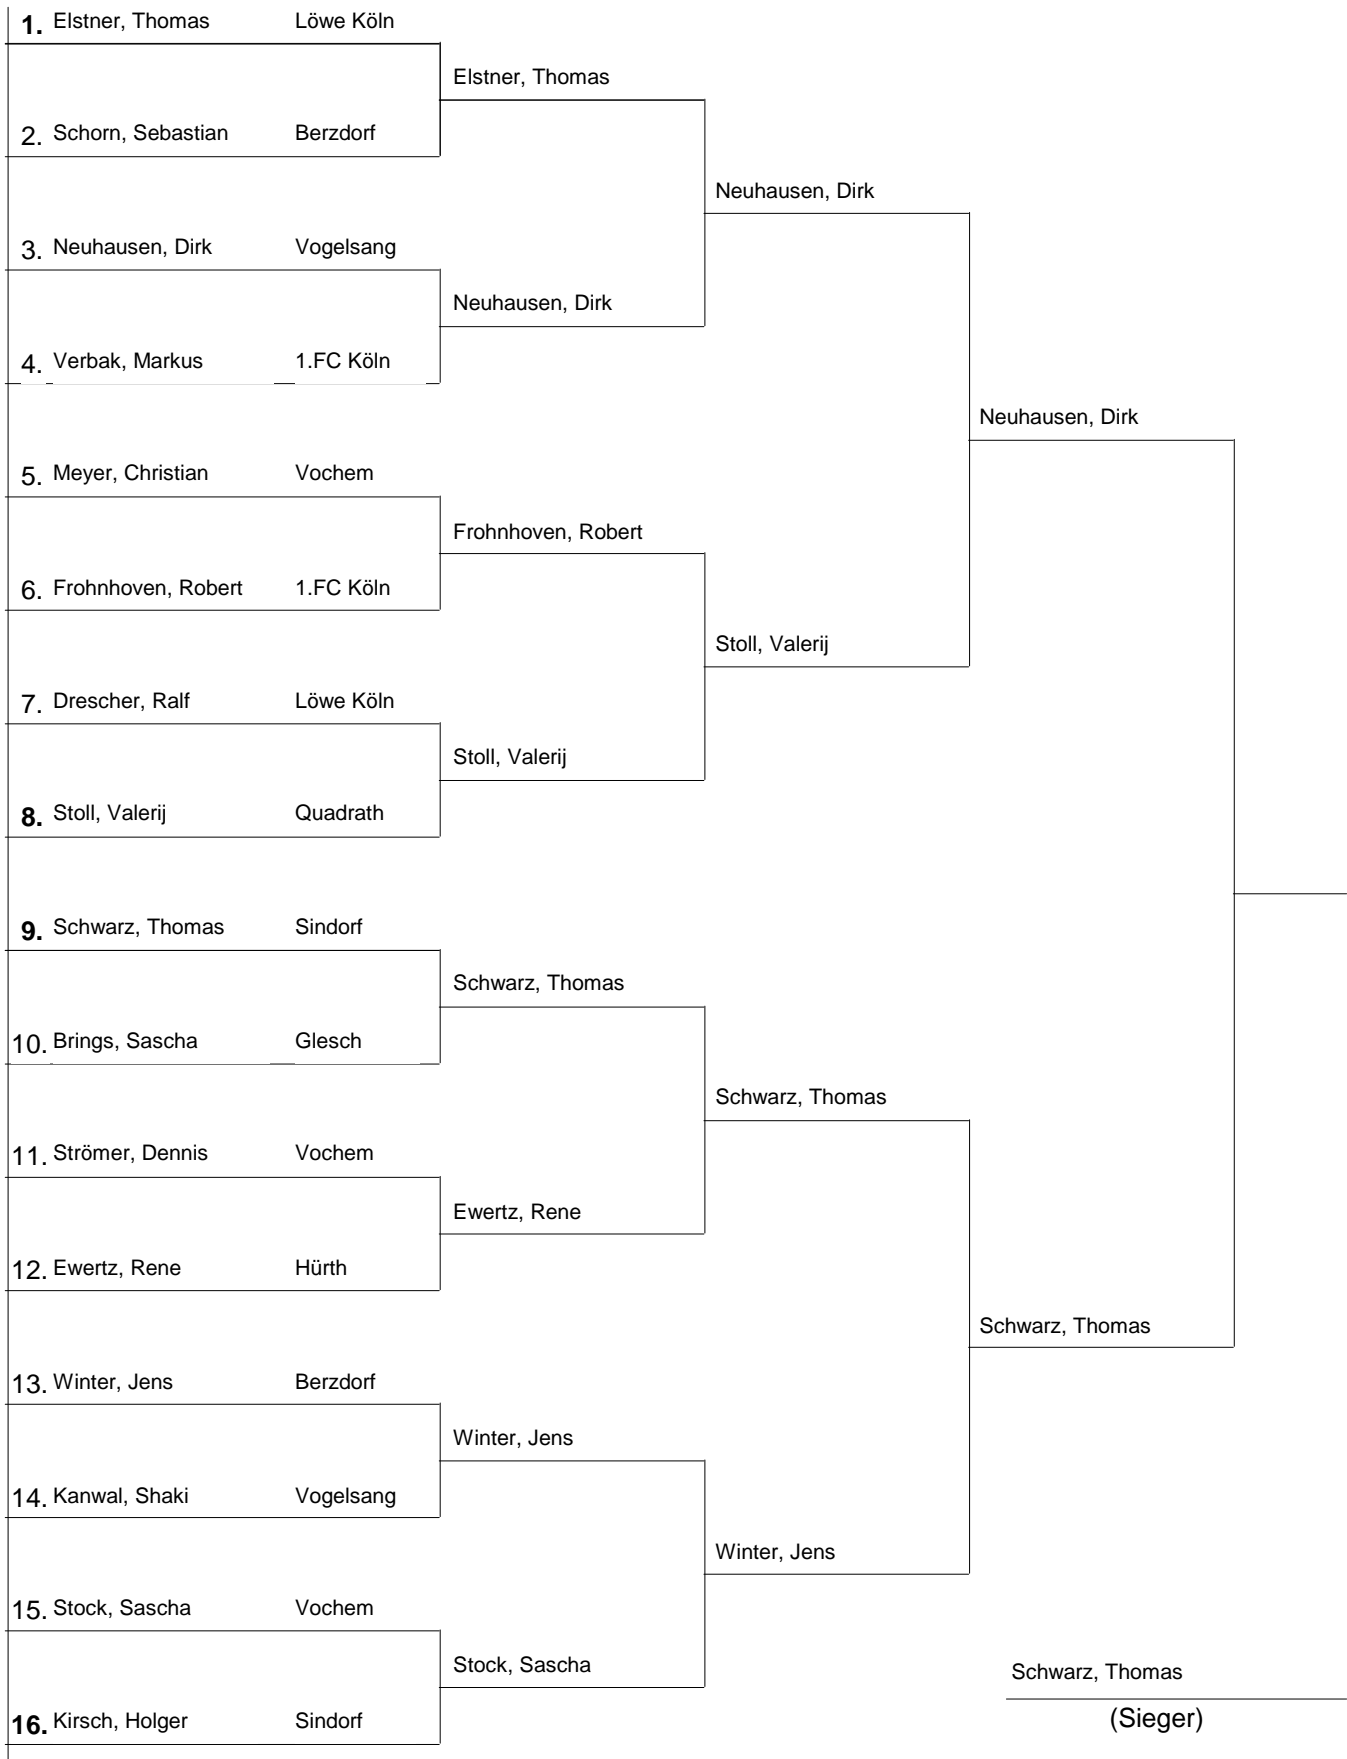 1. Elstner, Thomas Löwe Köln
Elstner, Thomas
2. Schorn, Sebastian Berzdorf
Neuhausen, Dirk
3. Neuhausen, Dirk Vogelsang
Neuhausen, Dirk
4. Verbak, Markus 1.FC Köln
Neuhausen, Dirk
5. Meyer, Christian Vochem
Frohnhoven, Robert
6. Frohnhoven, Robert 1.FC Köln
Stoll, Valerij
7. Drescher, Ralf Löwe Köln
Stoll, Valerij
8. Stoll, Valerij Quadrath
9. Schwarz, Thomas Sindorf
Schwarz, Thomas
10. Brings, Sascha Glesch
Schwarz, Thomas
11. Strömer, Dennis Vochem
Ewertz, Rene
12. Ewertz, Rene Hürth
Schwarz, Thomas
13. Winter, Jens Berzdorf
Winter, Jens
14. Kanwal, Shaki Vogelsang
Winter, Jens
15. Stock, Sascha Vochem
Stock, Sascha
Schwarz, Thomas
16. Kirsch, Holger Sindorf
(Sieger)